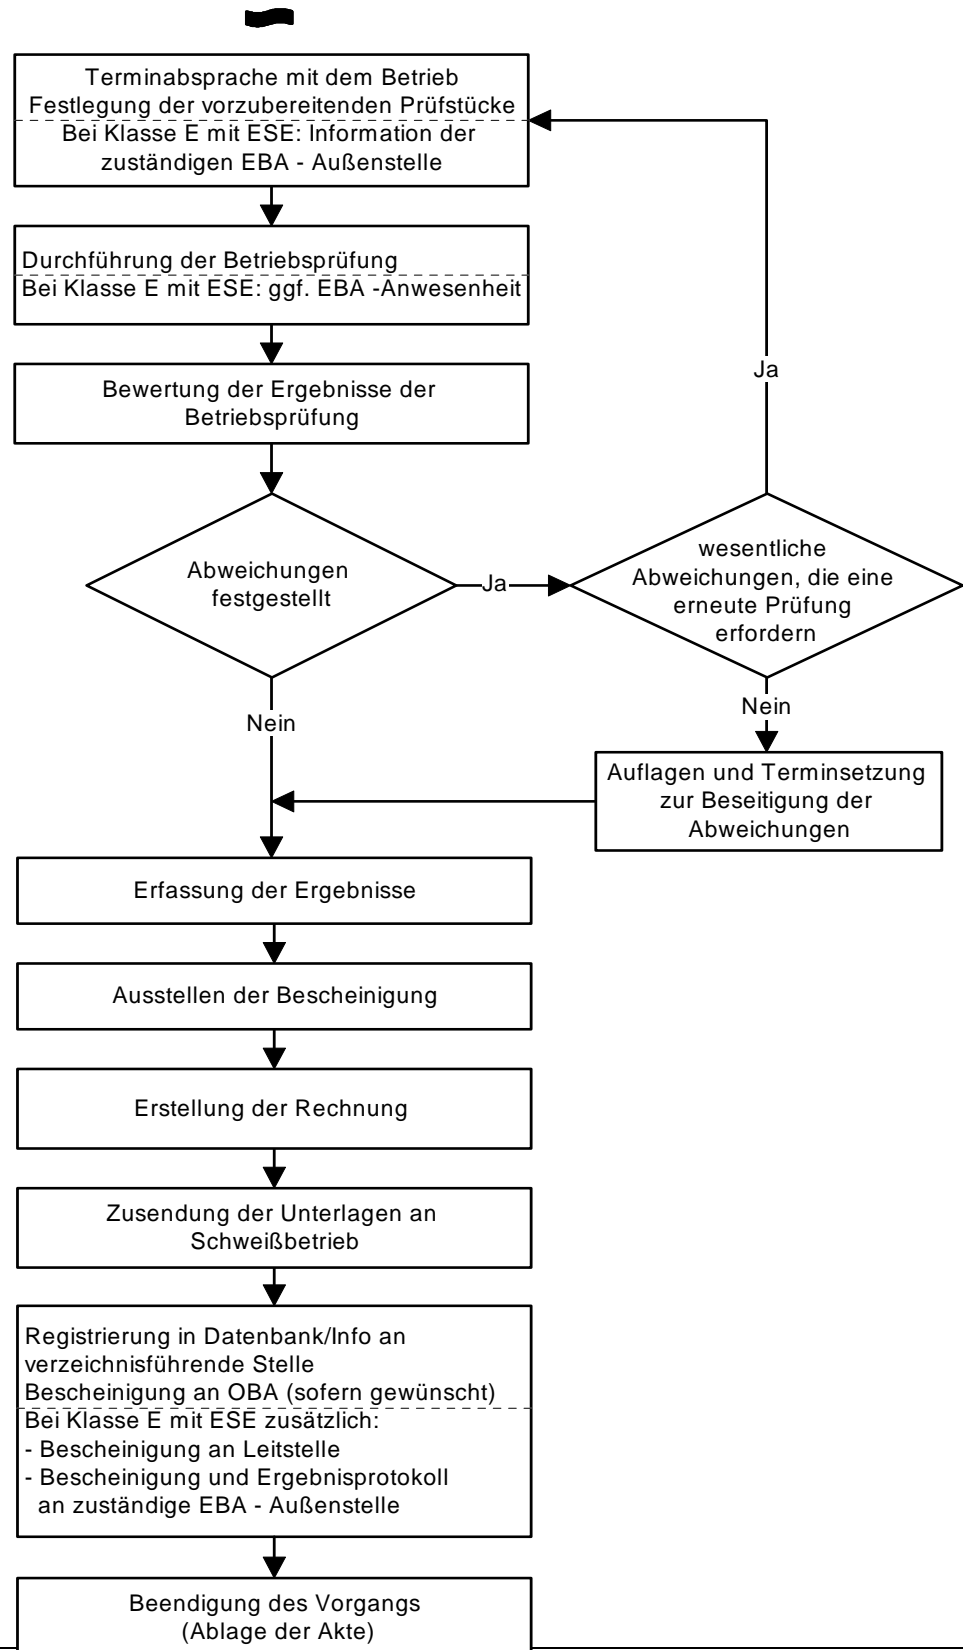 Terminabsprache mit dem Betrieb
Festlegung der vorzubereitenden Prüfstücke
Bei Klasse E mit ESE: Information der
zuständigen EBA - Außenstelle
Durchführung der Betriebsprüfung
Bei Klasse E mit ESE: ggf. EBA -Anwesenheit
Bewertung der Ergebnisse der
Betriebsprüfung
Ja
Abweichungen
festgestellt
Ja
wesentliche
Abweichungen, die eine
erneute Prüfung
erfordern
Nein
Nein
Auflagen und Terminsetzung
zur Beseitigung der
Abweichungen
Erfassung der Ergebnisse
Ausstellen der Bescheinigung
Erstellung der Rechnung
Zusendung der Unterlagen an
Schweißbetrieb
Registrierung in Datenbank/Info an
verzeichnisführende Stelle
Bescheinigung an OBA (sofern gewünscht)
Bei Klasse E mit ESE zusätzlich:
- Bescheinigung an Leitstelle
- Bescheinigung und Ergebnisprotokoll
an zuständige EBA - Außenstelle
Beendigung des Vorgangs
(Ablage der Akte)